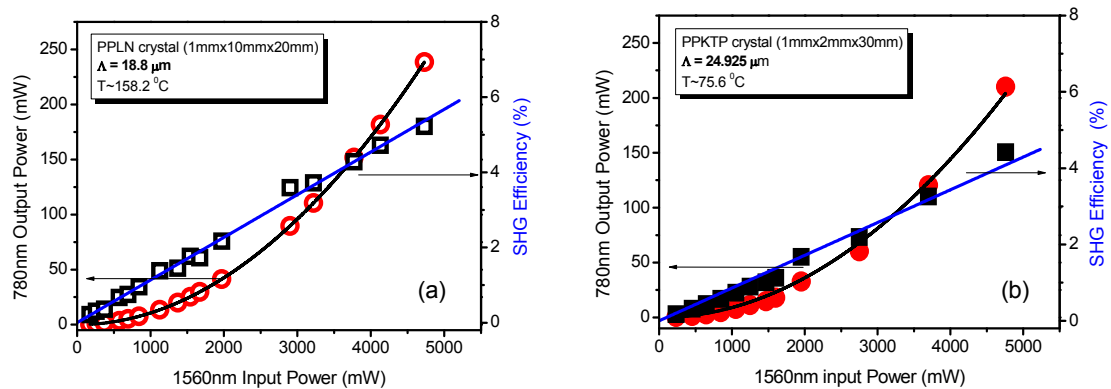 PPLN crystal (1mmx10mmx20mm)
Λ = 18.8 μm
T~158.2 ⁰C
780nm Output Power (mW)
250
200
150
100
50
0
8
6
4
2
0
SHG Efficiency (%)
(a)
0 1000 2000 3000 4000 5000
1560nm Input Power (mW)
PPKTP crystal (1mmx2mmx30mm)
Λ = 24.925 μm
T~75.6 ⁰C
780nm Output Power (mW)
250
200
150
100
50
0
8
6
4
2
0
SHG Efficiency (%)
(b)
0 1000 2000 3000 4000 5000
1560nm input Power (mW)